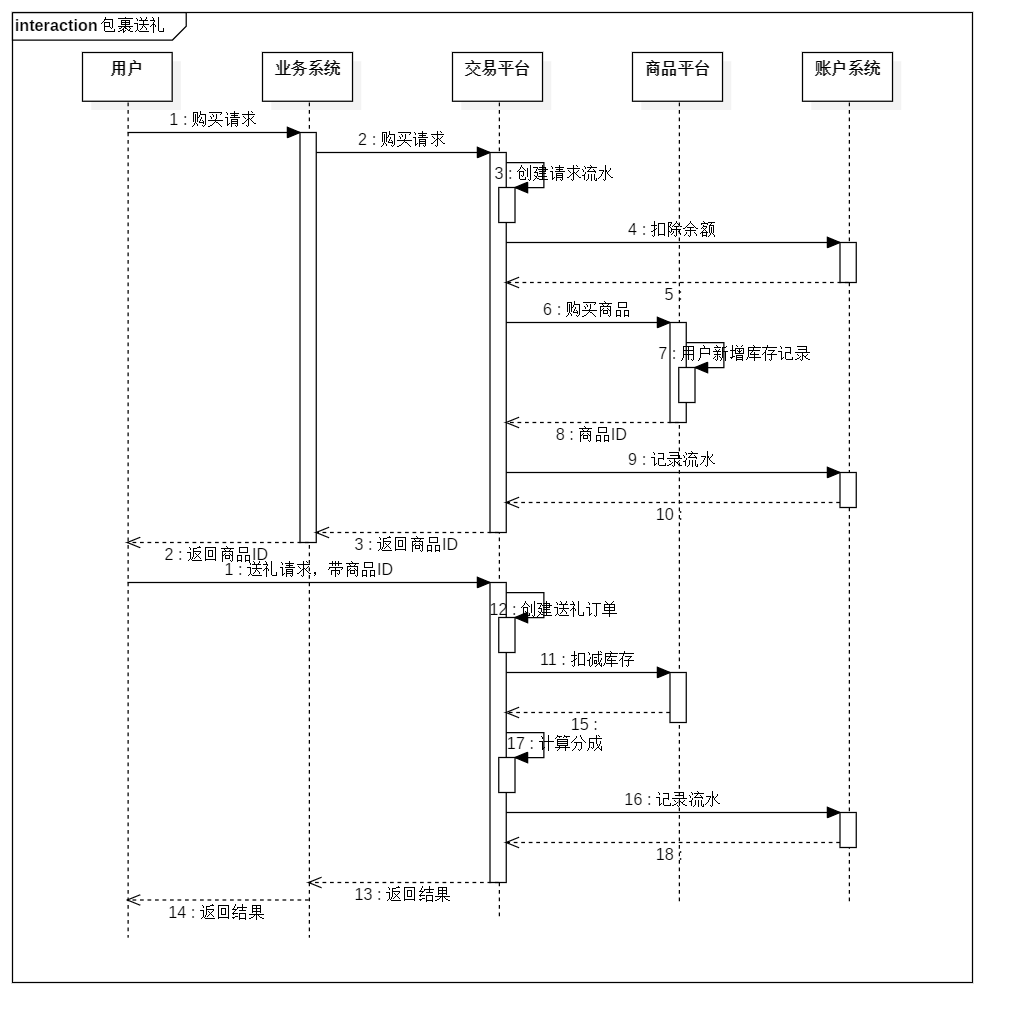 interaction 包裹送礼
用户
业务系统
交易平台
商品平台
账户系统
1 : 购买请求
2 : 购买请求
3 : 创建请求流水
4 : 扣除余额
5 :
6 : 购买商品
7 : 用户新增库存记录
8 : 商品ID
9 : 记录流水
10 :
3 : 返回商品ID
2 : 返回商品ID
1 : 送礼请求，带商品ID
12 : 创建送礼订单
11 : 扣减库存
15 :
17 : 计算分成
16 : 记录流水
18 :
13 : 返回结果
14 : 返回结果